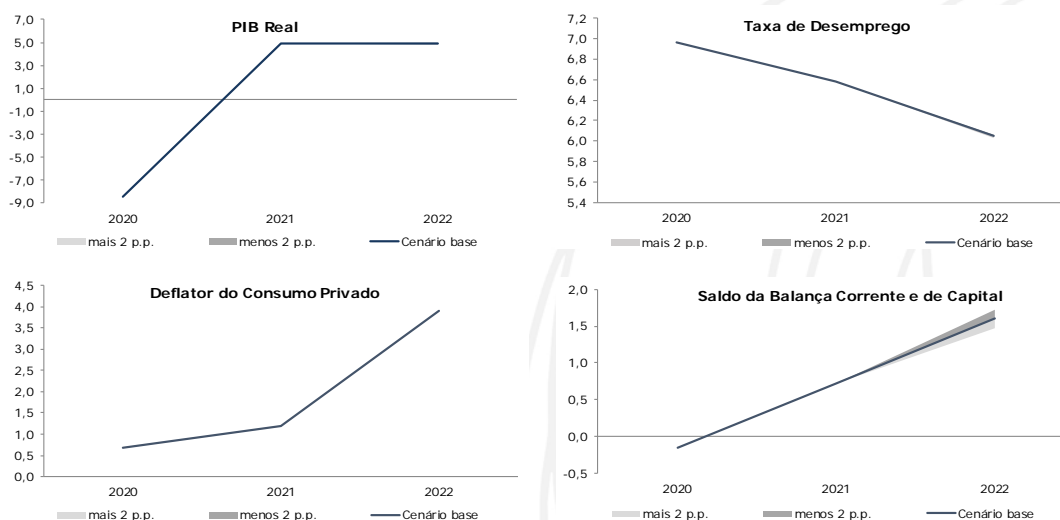 PIB Real
7,0
5,0
3,0
1,0
-1,0
-3,0
-5,0
-7,0
-9,0
2020 2021 2022
mais 2 p.p. menos 2 p.p. Cenário base
Taxa de Desemprego
7,2
7,0
6,8
6,6
6,4
6,2
6,0
5,8
5,6
5,4
2020 2021 2022
mais 2 p.p. menos 2 p.p. Cenário base
Deflator do Consumo Privado
4,5
4,0
3,5
3,0
2,5
2,0
1,5
1,0
0,5
0,0
2020 2021 2022
mais 2 p.p. menos 2 p.p. Cenário base
Saldo da Balança Corrente e de Capital
2,0
1,5
1,0
0,5
0,0
-0,5
2020 2021 2022
mais 2 p.p. menos 2 p.p. Cenário base